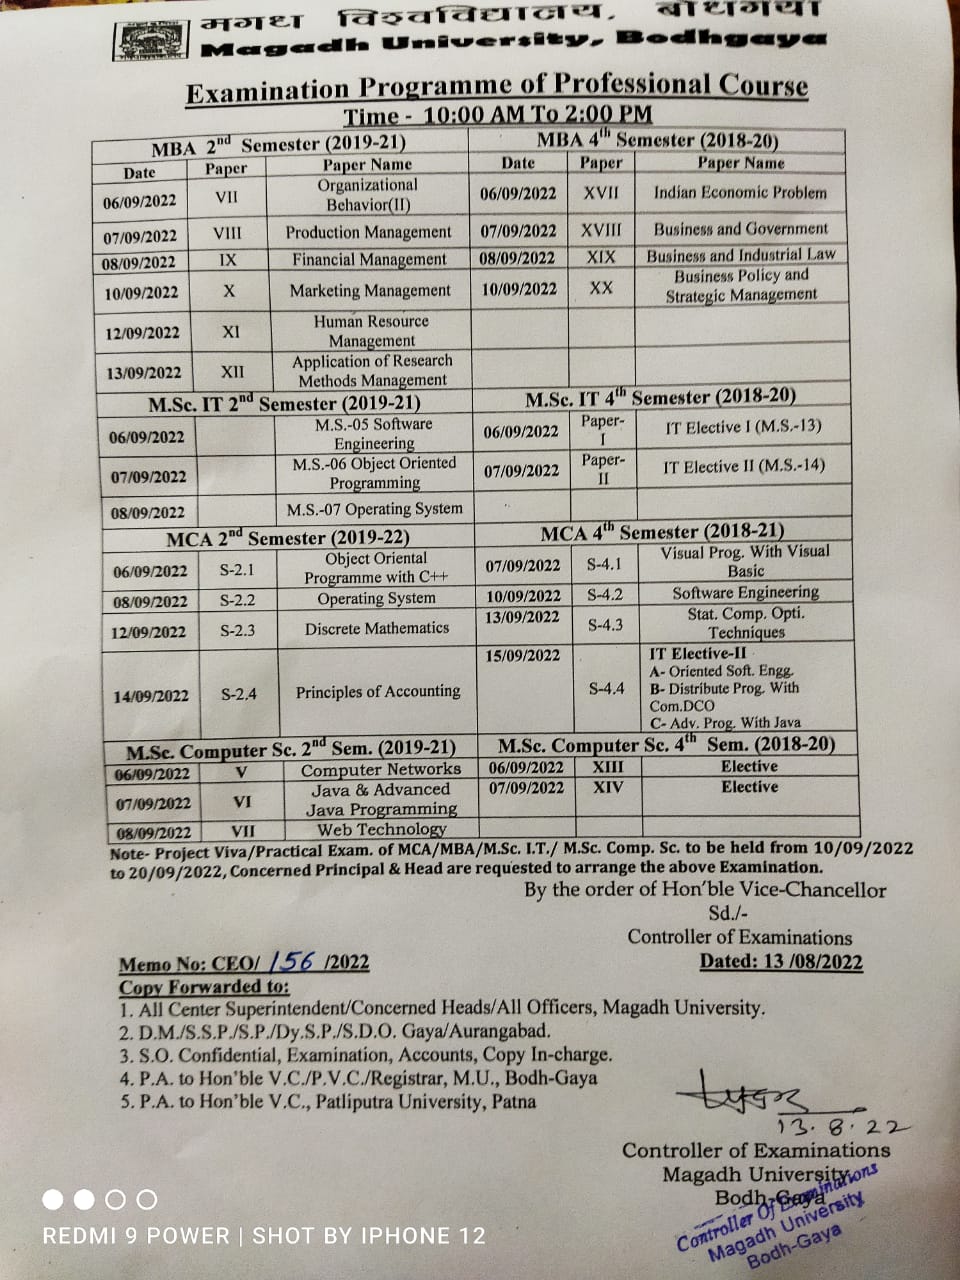 मगध विश्वविद्यालय, बोधगया
Magadh University, Bodhgaya
Examination Programme of Professional Course
Time - 10:00 AM To 2:00 PM
MBA 2nd Semester (2019-21) MBA 4th Semester (2018-20)
Date Paper Paper Name Date Paper Paper Name
06/09/2022 VII Organizational Behavior(II) 06/09/2022 XVII Indian Economic Problem
07/09/2022 VIII Production Management 07/09/2022 XVIII Business and Government
08/09/2022 IX Financial Management 08/09/2022 XIX Business and Industrial Law
10/09/2022 X Marketing Management 10/09/2022 XX Business Policy and Strategic Management
12/09/2022 XI Human Resource Management
13/09/2022 XII Application of Research Methods Management
M.Sc. IT 2nd Semester (2019-21) M.Sc. IT 4th Semester (2018-20)
06/09/2022 M.S.-05 Software Engineering 06/09/2022 Paper-I IT Elective I (M.S.-13)
07/09/2022 M.S.-06 Object Oriented Programming 07/09/2022 Paper-II IT Elective II (M.S.-14)
08/09/2022 M.S.-07 Operating System
MCA 2nd Semester (2019-22) MCA 4th Semester (2018-21)
06/09/2022 S-2.1 Object Oriental Programme with C++ 07/09/2022 S-4.1 Visual Prog. With Visual Basic
08/09/2022 S-2.2 Operating System 10/09/2022 S-4.2 Software Engineering
12/09/2022 S-2.3 Discrete Mathematics 13/09/2022 S-4.3 Stat. Comp. Opti. Techniques
14/09/2022 S-2.4 Principles of Accounting 15/09/2022 S-4.4 IT Elective-II
A- Oriented Soft. Engg.
B- Distribute Prog. With
Com.DCO
C- Adv. Prog. With Java
M.Sc. Computer Sc. 2nd Sem. (2019-21) M.Sc. Computer Sc. 4th Sem. (2018-20)
06/09/2022 V Computer Networks 06/09/2022 XIII Elective
07/09/2022 VI Java & Advanced Java Programming 07/09/2022 XIV Elective
08/09/2022 VII Web Technology
Note- Project Viva/Practical Exam. of MCA/MBA/M.Sc. I.T./ M.Sc. Comp. Sc. to be held from 10/09/2022
to 20/09/2022, Concerned Principal & Head are requested to arrange the above Examination.
By the order of Hon'ble Vice-Chancellor
Sd./-
Controller of Examinations
Memo No: CEO/ 156 /2022 Dated: 13 /08/2022
Copy Forwarded to:
1. All Center Superintendent/Concerned Heads/All Officers, Magadh University.
2. D.M./S.S.P./S.P./Dy.S.P./S.D.O. Gaya/Aurangabad.
3. S.O. Confidential, Examination, Accounts, Copy In-charge.
4. P.A. to Hon'ble V.C./P.V.C./Registrar, M.U., Bodh-Gaya
5. P.A. to Hon'ble V.C., Patliputra University, Patna
13.8.22
Controller of Examinations
Magadh University
Bodh-Gaya
Controller Of Examinations
Magadh University
Bodh-Gaya
REDMI 9 POWER | SHOT BY IPHONE 12